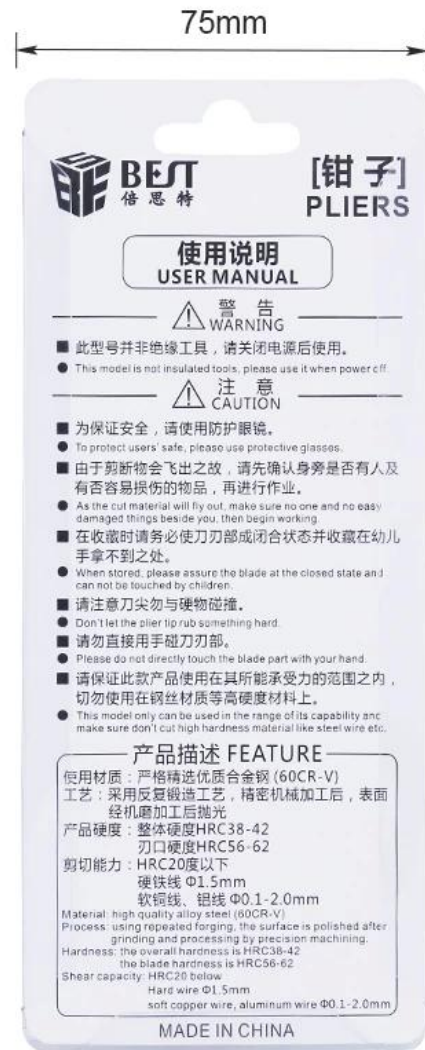 75mm
BEST
倍思特
[钳子]
PLIERS
使用说明
USER MANUAL
警 告
WARNING
■ 此型号并非绝缘工具，请关闭电源后使用。
● This model is not insulated tools, please use it when power off.
注 意
CAUTION
■ 为保证安全，请使用防护眼镜。
● To protect users' safe, please use protective glasses.
■ 由于剪断物会飞出之故，请先确认身旁是否有人及
有否容易损伤的物品，再进行作业。
● As the cut material will fly out, make sure no one and no easy
damaged things beside you, then begin working.
■ 在收藏时请务必使刀刃部成闭合状态并收藏在幼儿
手拿不到之处。
● When stored, please assure the blade at the closed state and
can not be touched by children.
■ 请注意刀尖勿与硬物碰撞。
● Don't let the plier tip rub something hard.
■ 请勿直接用手碰刀刃部。
● Please do not directly touch the blade part with your hand.
■ 请保证此款产品使用在其所能承受力的范围之内，
切勿使用在钢丝材质等高硬度材料上。
● This model only can be used in the range of its capability and
make sure don't cut high hardness material like steel wire etc.
产品描述 FEATURE
使用材质：严格精选优质合金钢 (60CR-V)
工艺：采用反复锻造工艺，精密机械加工后，表面
经机磨加工后抛光
产品硬度：整体硬度HRC38-42
刃口硬度HRC56-62
剪切能力：HRC20度以下
硬铁线 Φ1.5mm
软铜线、铝线 Φ0.1-2.0mm
Material: high quality alloy steel (60CR-V)
Process: using repeated forging, the surface is polished after
grinding and processing by precision machining.
Hardness: the overall hardness is HRC38-42
the blade hardness is HRC56-62
Shear capacity: HRC20 below
Hard wire Φ1.5mm
soft copper wire, aluminum wire Φ0.1-2.0mm
MADE IN CHINA